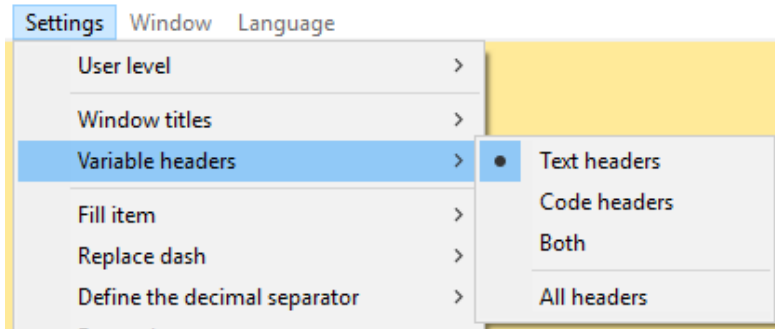 Settings Window Language
User level
Window titles
Variable headers
Text headers
Code headers
Both
All headers
Fill item
Replace dash
Define the decimal separator